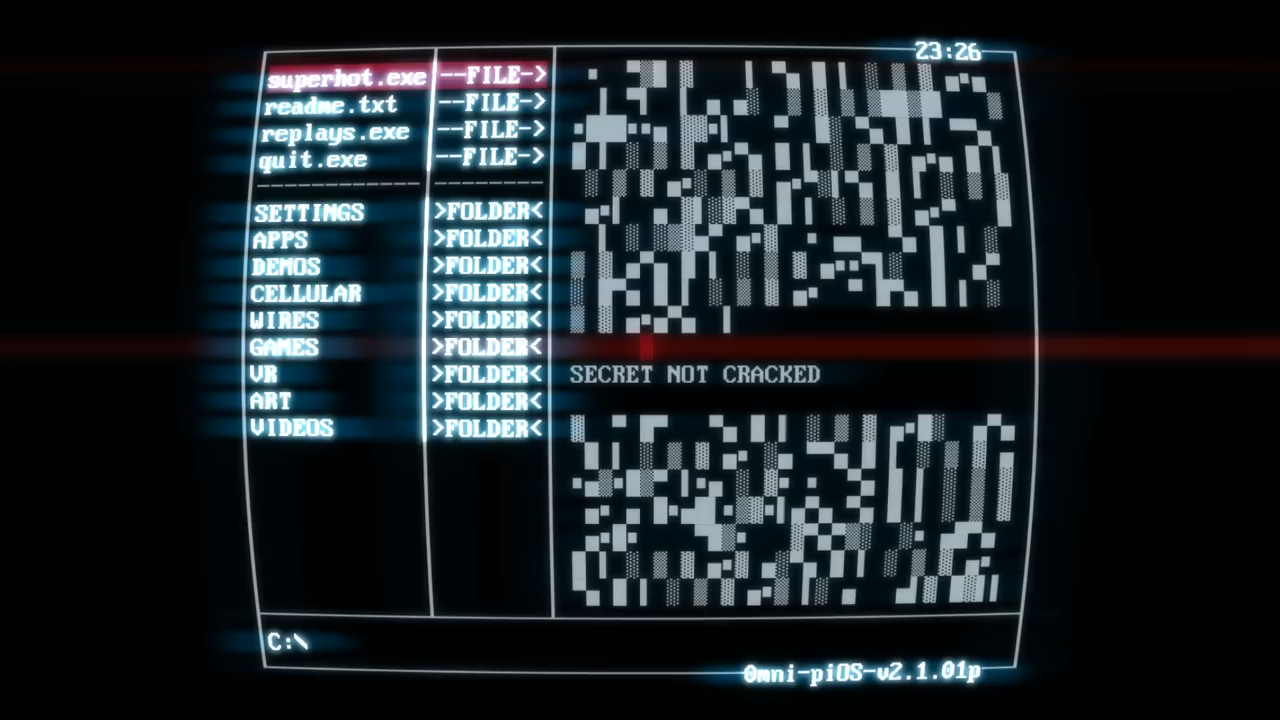 23:26
superhot.exe --FILE->
readme.txt --FILE->
replays.exe --FILE->
quit.exe --FILE->
SETTINGS >FOLDER<
APPS >FOLDER<
DEMOS >FOLDER<
CELLULAR >FOLDER<
WIRES >FOLDER<
GAMES >FOLDER<
VR >FOLDER<
ART >FOLDER<
VIDEOS >FOLDER<
SECRET NOT CRACKED
C:\
Omni-piOS-v2.1.01p